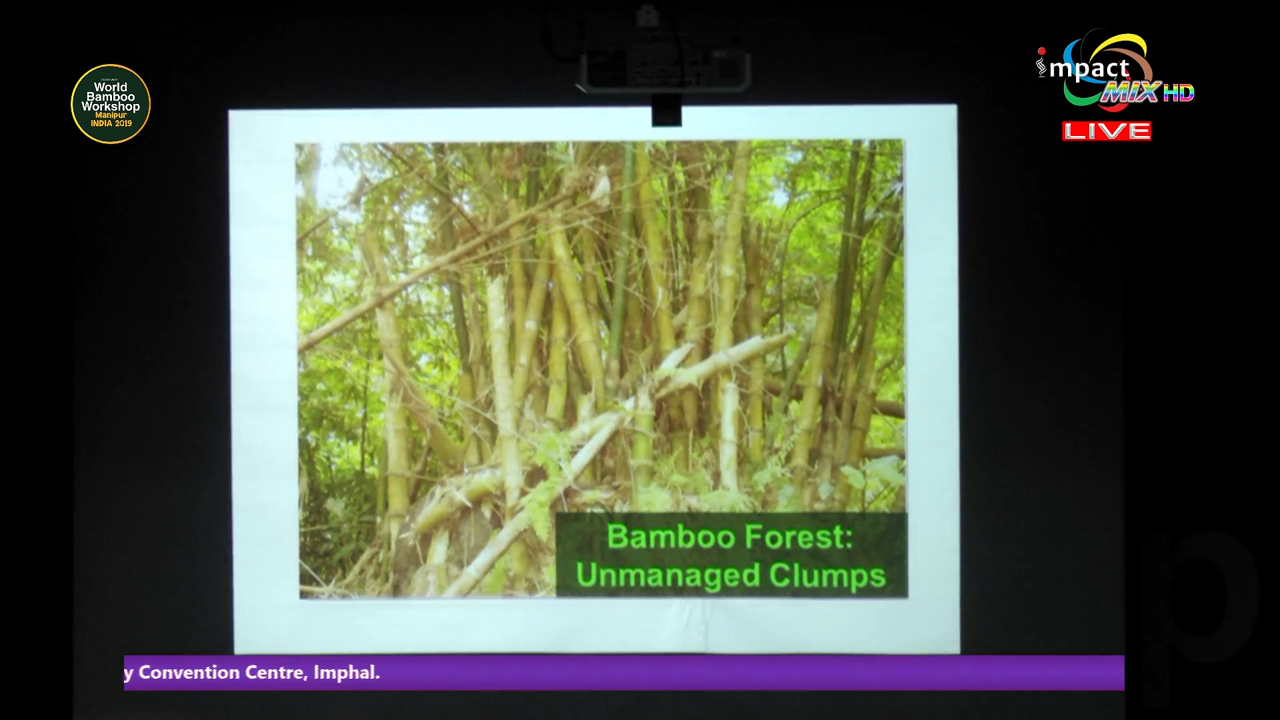 World
Bamboo
Workshop
Manipur
INDIA 2019
impact
MIX HD
LIVE
Bamboo Forest:
Unmanaged Clumps
y Convention Centre, Imphal.
p